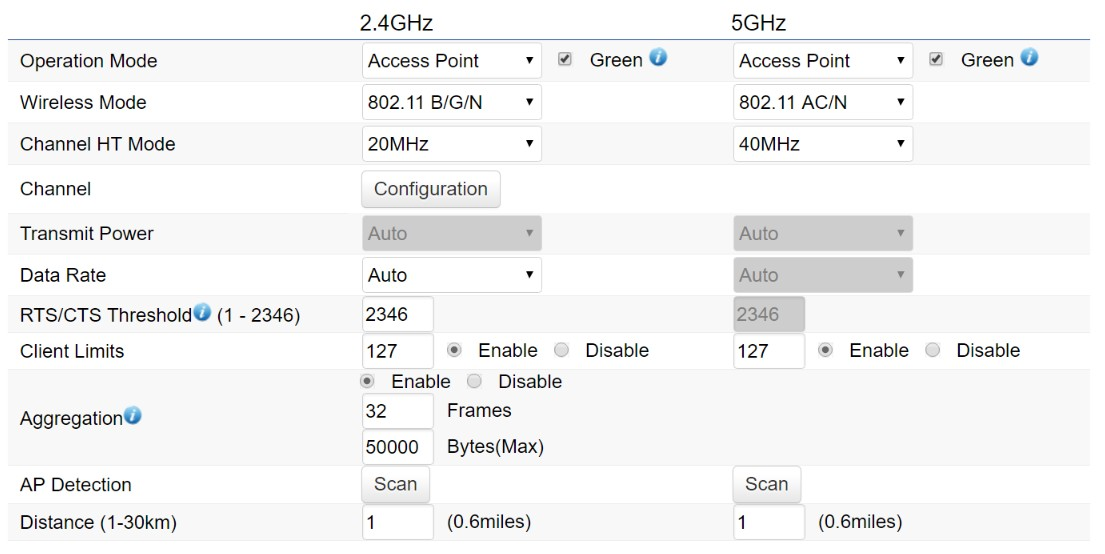 2.4GHz 5GHz
Operation Mode Access Point Green Access Point Green
Wireless Mode 802.11 B/G/N 802.11 AC/N
Channel HT Mode 20MHz 40MHz
Channel Configuration
Transmit Power Auto Auto
Data Rate Auto Auto
RTS/CTS Threshold (1 - 2346) 2346 2346
Client Limits 127 Enable Disable 127 Enable Disable
Enable Disable
Aggregation 32 Frames
50000 Bytes(Max)
AP Detection Scan Scan
Distance (1-30km) 1 (0.6miles) 1 (0.6miles)